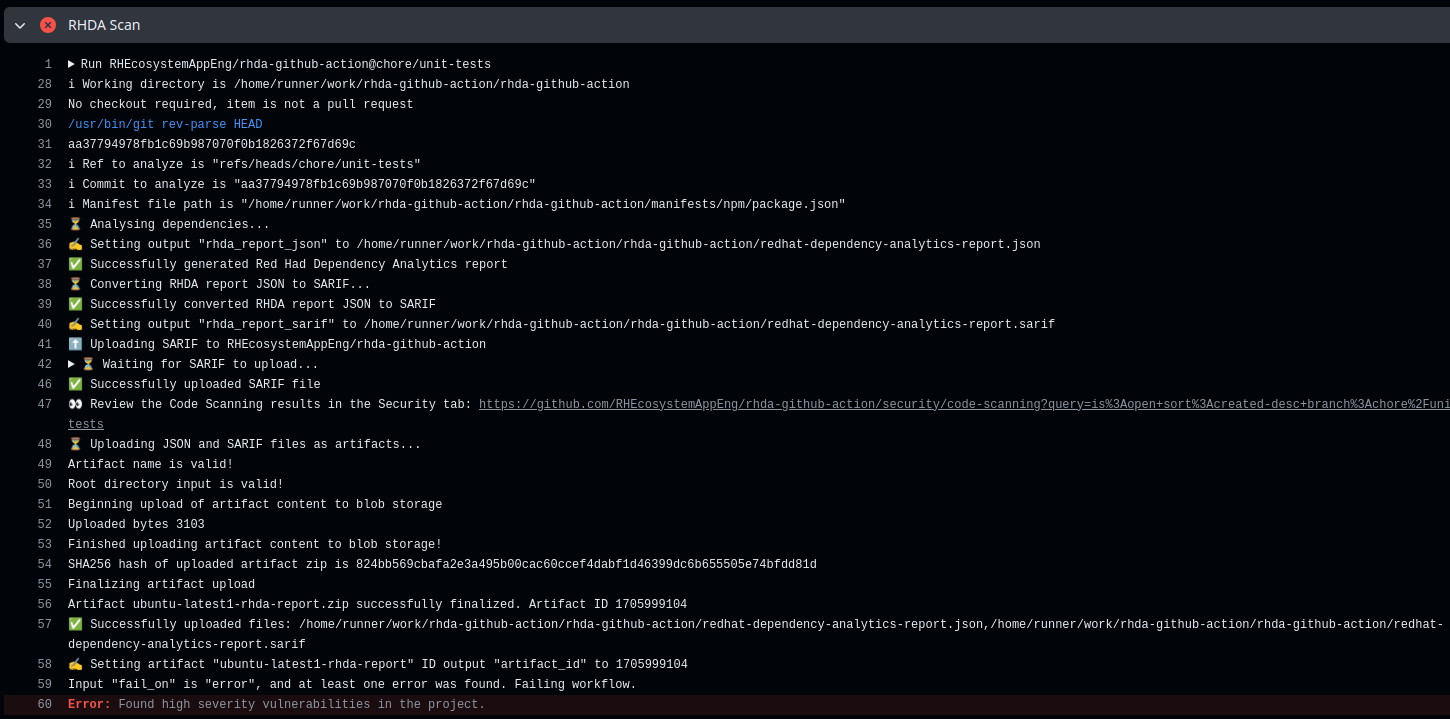 RHDA Scan
1 ▶ Run RHEcosystemAppEng/rhda-github-action@chore/unit-tests
28 i Working directory is /home/runner/work/rhda-github-action/rhda-github-action
29 No checkout required, item is not a pull request
30 /usr/bin/git rev-parse HEAD
31 aa37794978fb1c69b987070f0b1826372f67d69c
32 i Ref to analyze is "refs/heads/chore/unit-tests"
33 i Commit to analyze is "aa37794978fb1c69b987070f0b1826372f67d69c"
34 i Manifest file path is "/home/runner/work/rhda-github-action/rhda-github-action/manifests/npm/package.json"
35 ⏳ Analysing dependencies...
36 ✍ Setting output "rhda_report_json" to /home/runner/work/rhda-github-action/rhda-github-action/redhat-dependency-analytics-report.json
37 ✅ Successfully generated Red Had Dependency Analytics report
38 ⏳ Converting RHDA report JSON to SARIF...
39 ✅ Successfully converted RHDA report JSON to SARIF
40 ✍ Setting output "rhda_report_sarif" to /home/runner/work/rhda-github-action/rhda-github-action/redhat-dependency-analytics-report.sarif
41 ⬆ Uploading SARIF to RHEcosystemAppEng/rhda-github-action
42 ▶ ⏳ Waiting for SARIF to upload...
46 ✅ Successfully uploaded SARIF file
47 👀 Review the Code Scanning results in the Security tab: https://github.com/RHEcosystemAppEng/rhda-github-action/security/code-scanning?query=is%3Aopen+sort%3Acreated-desc+branch%3Achore%2Funi
tests
48 ⏳ Uploading JSON and SARIF files as artifacts...
49 Artifact name is valid!
50 Root directory input is valid!
51 Beginning upload of artifact content to blob storage
52 Uploaded bytes 3103
53 Finished uploading artifact content to blob storage!
54 SHA256 hash of uploaded artifact zip is 824bb569cbafa2e3a495b00cac60ccef4dabf1d46399dc6b655505e74bfdd81d
55 Finalizing artifact upload
56 Artifact ubuntu-latest1-rhda-report.zip successfully finalized. Artifact ID 1705999104
57 ✅ Successfully uploaded files: /home/runner/work/rhda-github-action/rhda-github-action/redhat-dependency-analytics-report.json,/home/runner/work/rhda-github-action/rhda-github-action/redhat-
dependency-analytics-report.sarif
58 ✍ Setting artifact "ubuntu-latest1-rhda-report" ID output "artifact_id" to 1705999104
59 Input "fail_on" is "error", and at least one error was found. Failing workflow.
60 Error: Found high severity vulnerabilities in the project.